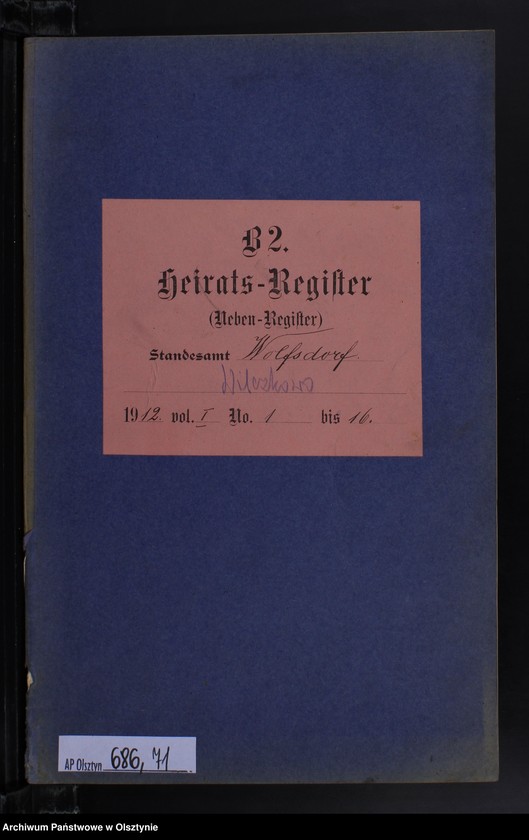 B 2.
Heirats-Register
(Neben-Register)
Standesamt Wolfsdorf
Wilczkowo
1912. vol. I No. 1 bis 16.
AP Olsztyn 686, 71
Archiwum Państwowe w Olsztynie